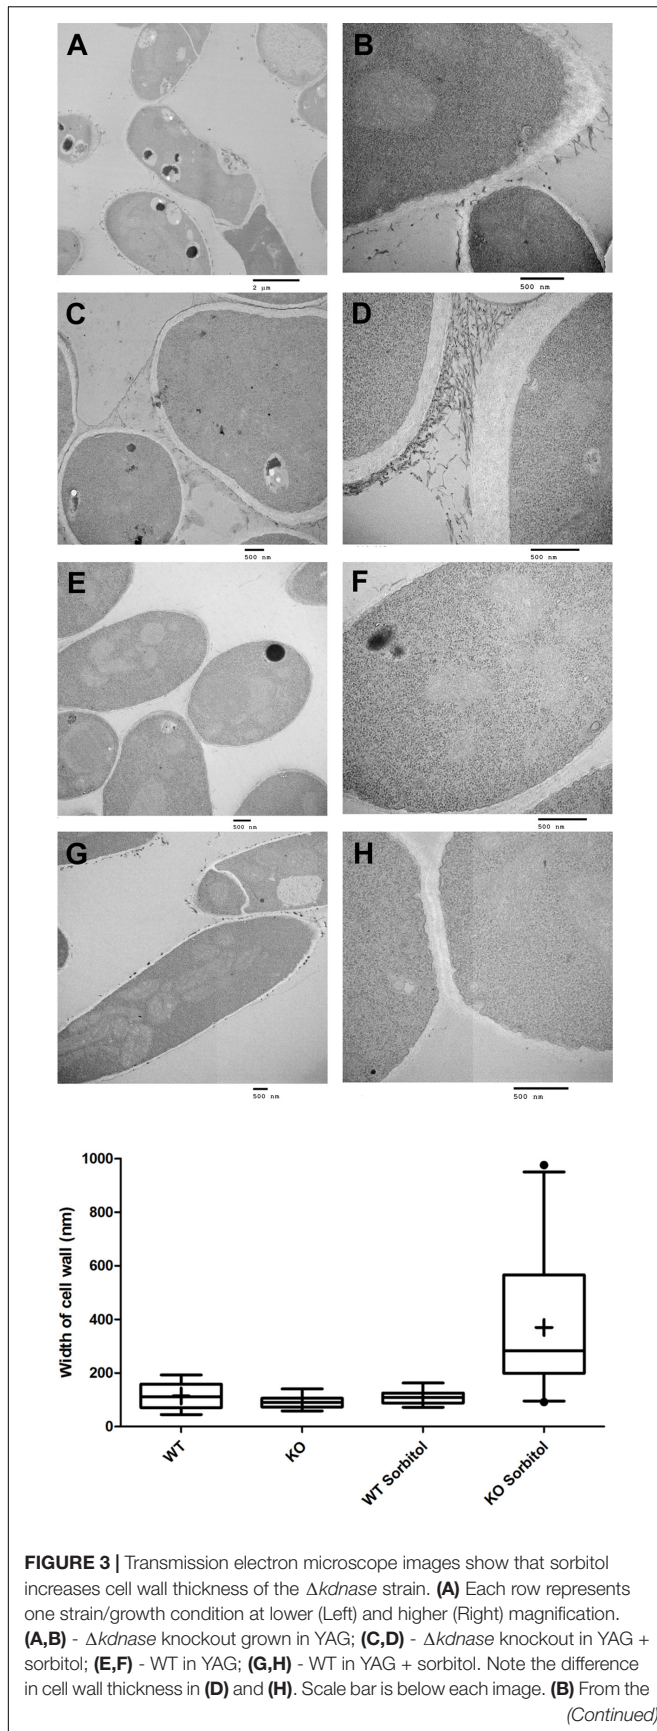 A
B
2 μm
500 nm
C
D
500 nm
500 nm
E
F
500 nm
500 nm
G
H
500 nm
500 nm
1000
800
600
400
200
0
Width of cell wall (nm)
WT
KO
WT Sorbitol
KO Sorbitol
FIGURE 3 | Transmission electron microscope images show that sorbitol
increases cell wall thickness of the Δkdnase strain. (A) Each row represents
one strain/growth condition at lower (Left) and higher (Right) magnification.
(A,B) - Δkdnase knockout grown in YAG; (C,D) - Δkdnase knockout in YAG +
sorbitol; (E,F) - WT in YAG; (G,H) - WT in YAG + sorbitol. Note the difference
in cell wall thickness in (D) and (H). Scale bar is below each image. (B) From the
(Continued)